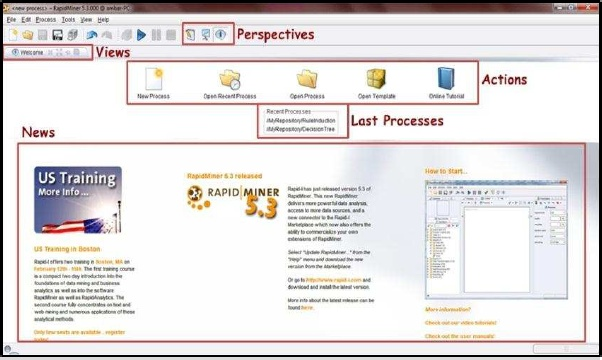 <new process> – RapidMiner 5.3.000 @ ambar-PC
File Edit Process Tools View Help
Perspectives
Welcome
Views
New Process
Open Recent Process
Open Process
Open Template
Online Tutorial
Actions
Recent Processes
//MyRepository/RuleInduction
//MyRepository/DecisionTree
Last Processes
News
US Training
More Info...
US Training in Boston
Rapid-I offers two training in Boston, MA on
February 12th - 15th. The first training course
is a compact two day introduction into the
foundations of data mining and business
analytics as well as into the software
RapidMiner as well as RapidAnalytics. The
second course fully concentrates on text and
web mining and numerous applications of these
analytical methods.
Only few seats are available - register
RapidMiner 5.3 released
RAPIDMINER
5.3
Rapid-I has just released version 5.3 of
RapidMiner. This new RapidMiner
delivers more powerful data analysis,
access to more data sources, and a
new connector to the Rapid-I
Marketplace which now also offers the
ability to commercialize your own
extensions of RapidMiner.
Select "Update RapidMiner..." from the
"Help" menu and download the new
version from the Marketplace.
Or go to http://www.rapid-i.com and
download and install the latest version.
More info about the latest release can be
found here.
How to Start...
More information?
Check out our video tutorials!
Check out our manuals!